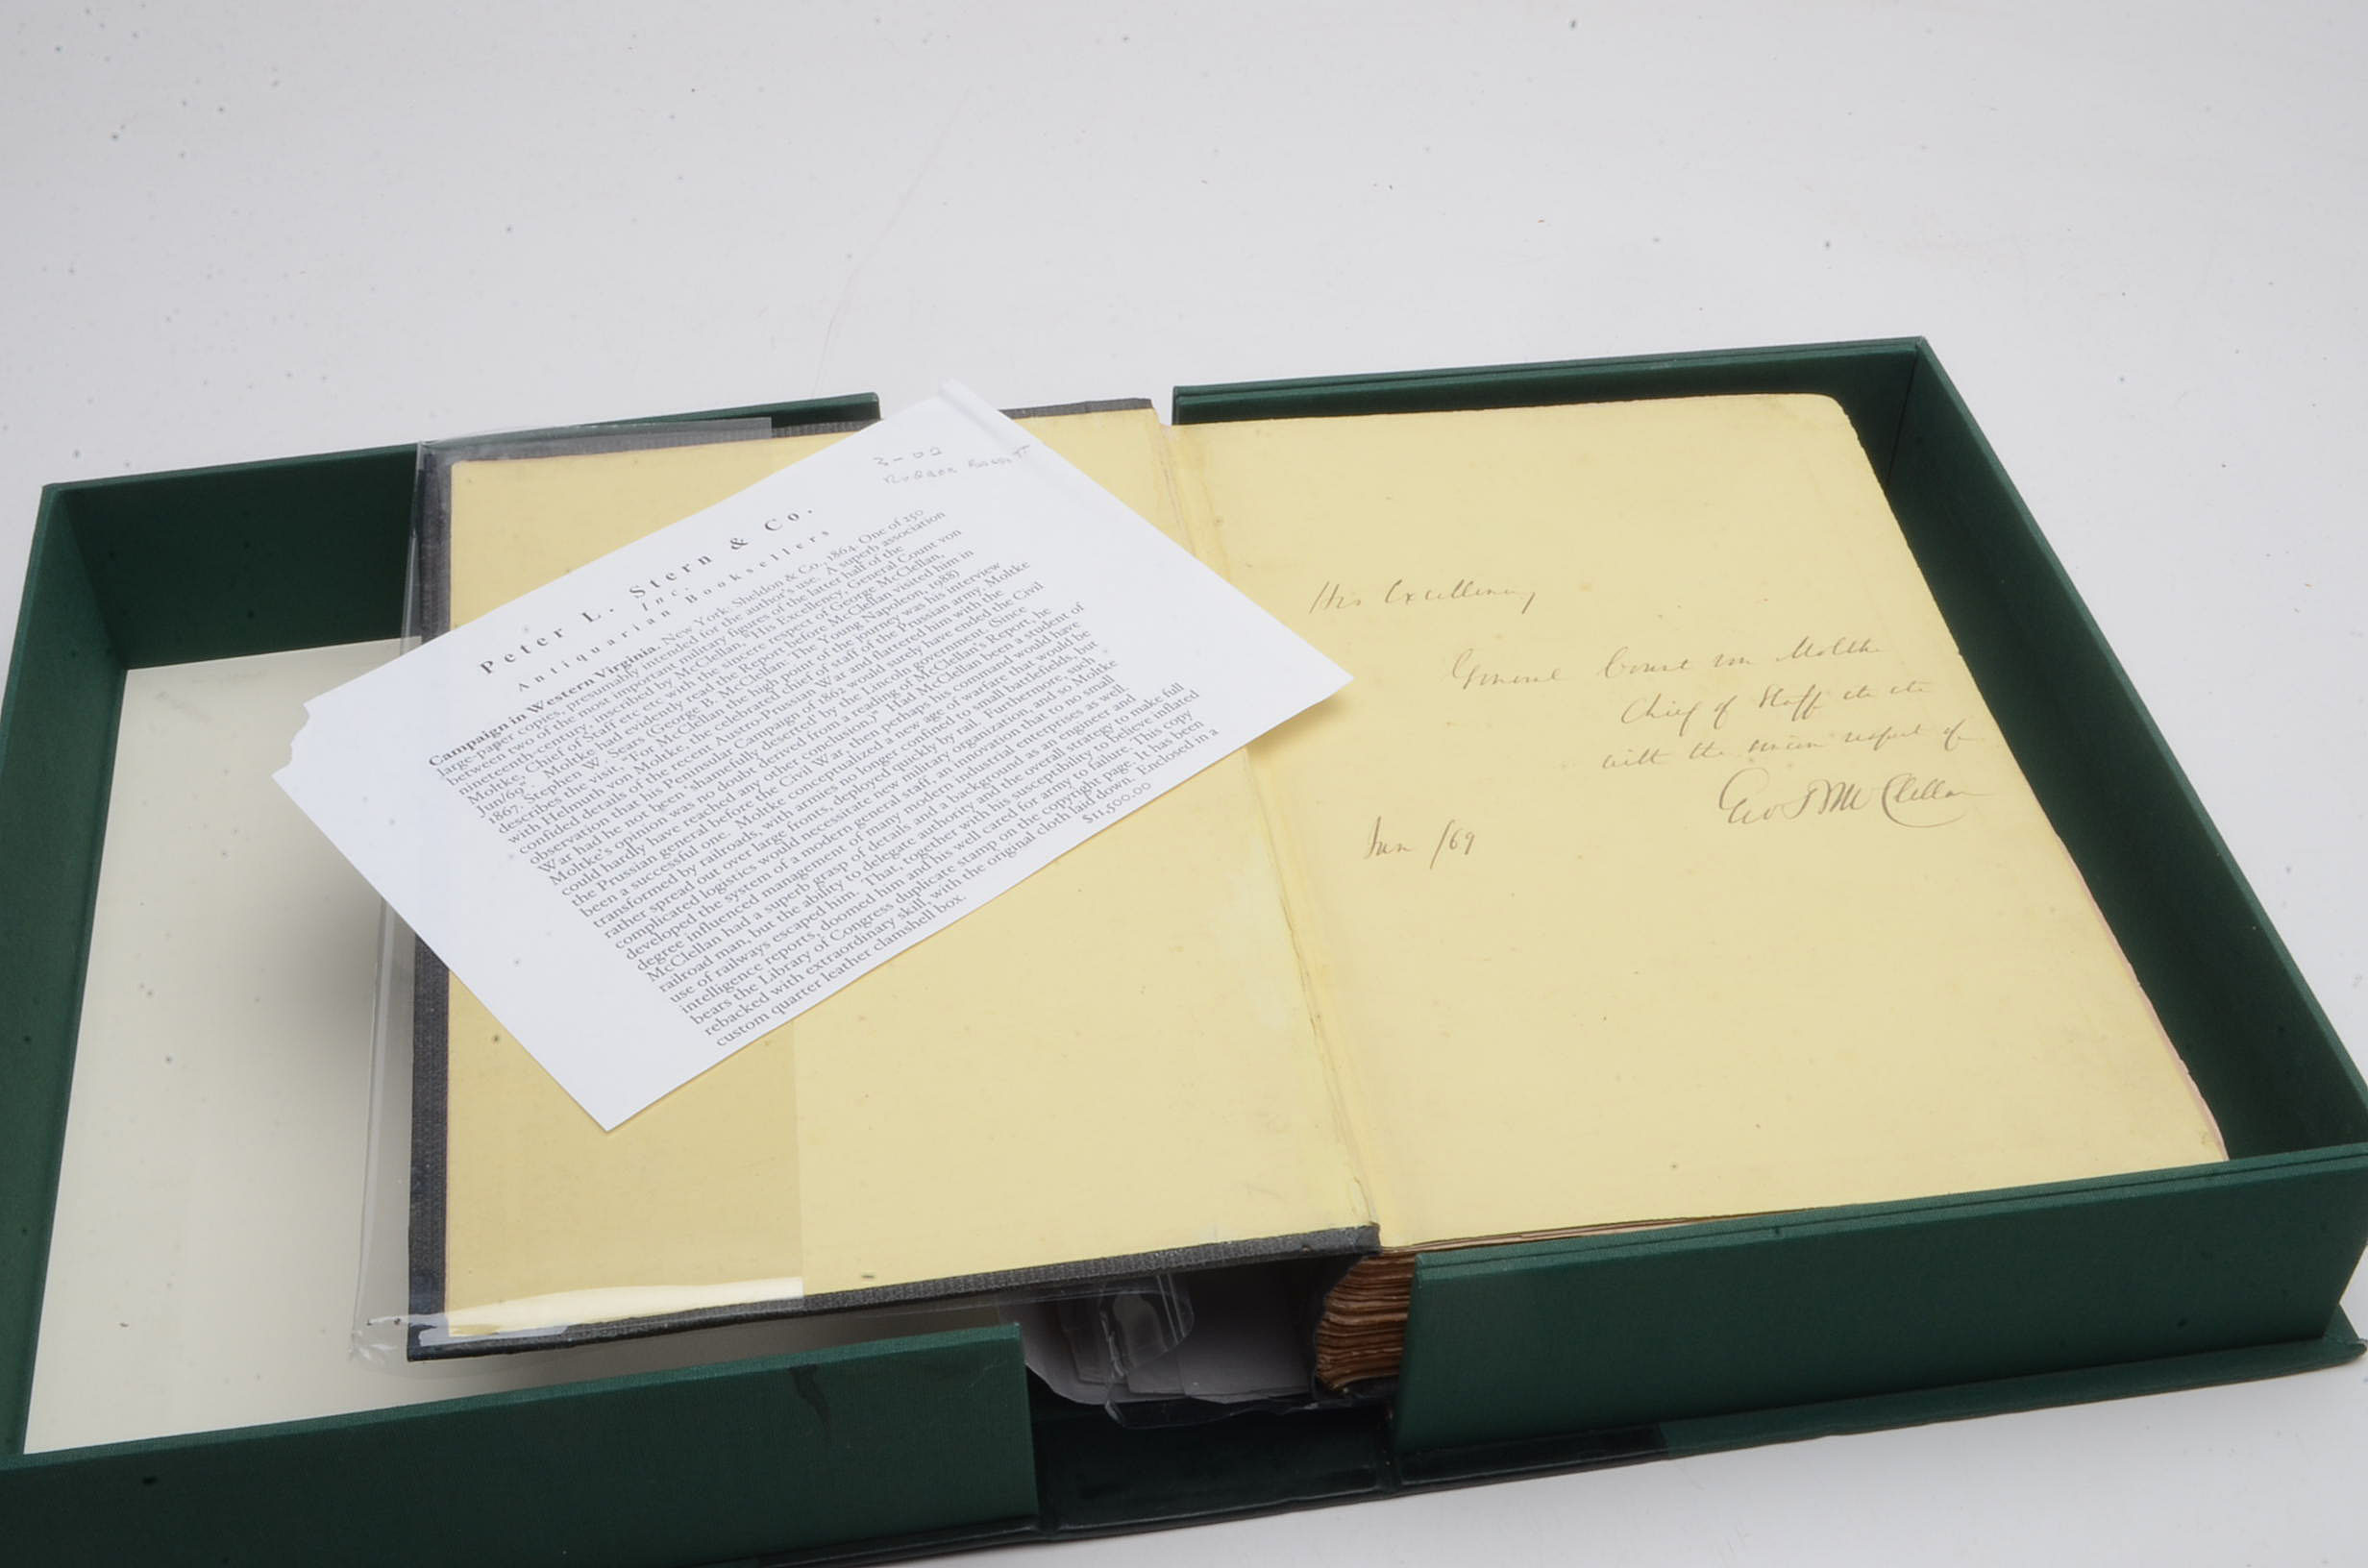 3-02
Peter L. Stern & Co.
Inc.
Antiquarian Booksellers
Campaign in Western Virginia. New York: Sheldon & Co., 1864. One of 250
large-paper copies, presumably intended for the author's use. A superb association
between two of the most important military figures of the latter half of the
nineteenth-century, inscribed by McClellan, "His Excellency, General Count von
Moltke, Chief of Staff etc etc with the sincere respect of George McClellan,
Jun/69". Moltke had evidently read the Report before McClellan visited him in
1867. Stephen W. Sears (George B. McClellan: The Young Napoleon, 1988)
describes the visit: "For McClellan, the high point of the journey was his interview
with Helmuth von Moltke, the celebrated chief of staff of the Prussian army. Moltke
confided details of the recent Austro-Prussian War and flattered him with the
observation that his Peninsular Campaign of 1862 would surely have ended the Civil
War had he not been shamefully deserted by the Lincoln government. (Since
Moltke's opinion was no doubt derived from a reading of McClellan's Report, he
could hardly have reached any other conclusion.)" Had McClellan been a student of
the Prussian general before the Civil War, then perhaps his command would have
been a successful one. Moltke conceptualized a new age of warfare that would be
transformed by railroads, with armies no longer confined to small battlefields, but
rather spread out over large fronts, deployed quickly by rail. Furthermore, such
complicated logistics would necessitate new military organization, and so Moltke
developed the system of a modern general staff, an innovation that to no small
degree influenced the management of many modern industrial enterprises as well.
McClellan had a superb grasp of details and a background as an engineer and
railroad man, but the ability to delegate authority and the overall strategy to make full
use of railways escaped him. That, together with his susceptibility to believe inflated
intelligence reports, doomed him and his well cared for army to failure. This copy
bears the Library of Congress duplicate stamp on the copyright page. It has been
rebacked with extraordinary skill, with the original cloth laid down. Enclosed in a
custom quarter leather clamshell box.
$11,500.00
His Excellency
General Count von Moltke
Chief of Staff etc etc
with the sincere respect of
Geo B McClellan
Jun /69